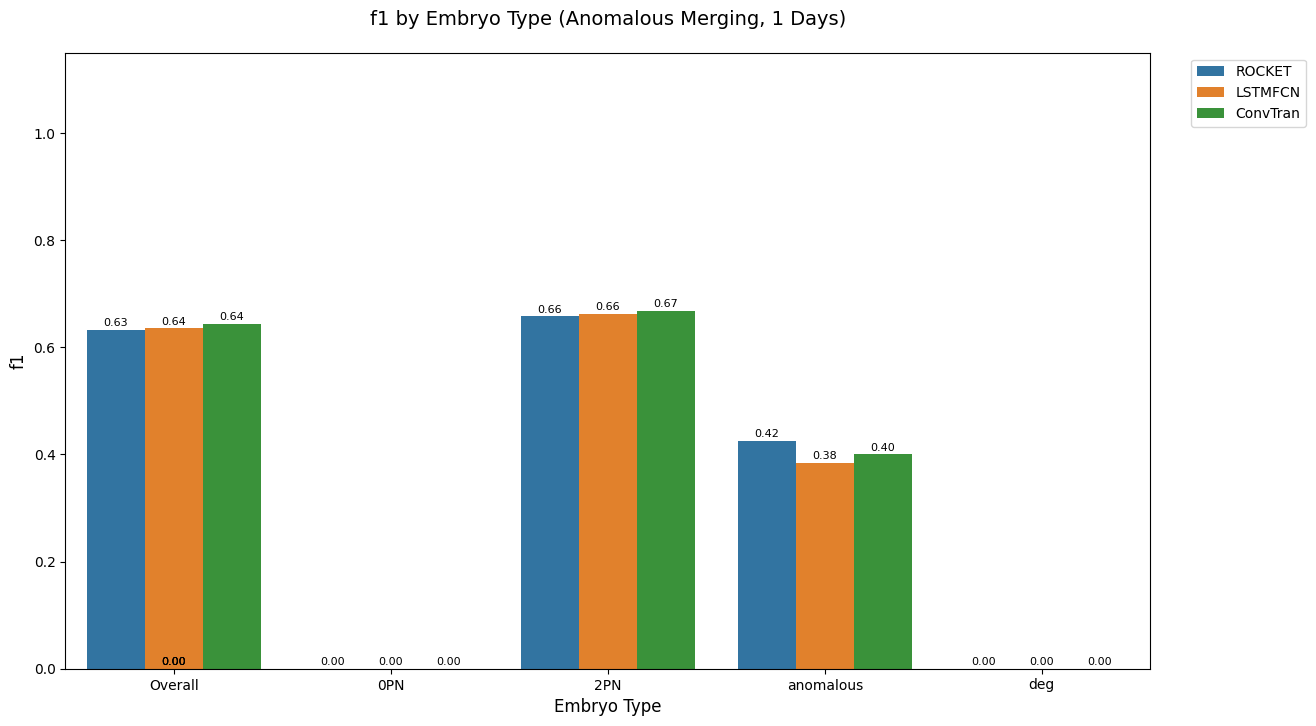 f1 by Embryo Type (Anomalous Merging, 1 Days)
ROCKET
LSTMFCN
ConvTran
f1
1.0
0.8
0.6
0.4
0.2
0.0
0.63
0.64
0.64
0.00
0.00
0.00
0.00
0.66
0.66
0.67
0.42
0.38
0.40
0.00
0.00
0.00
Overall
0PN
2PN
anomalous
deg
Embryo Type